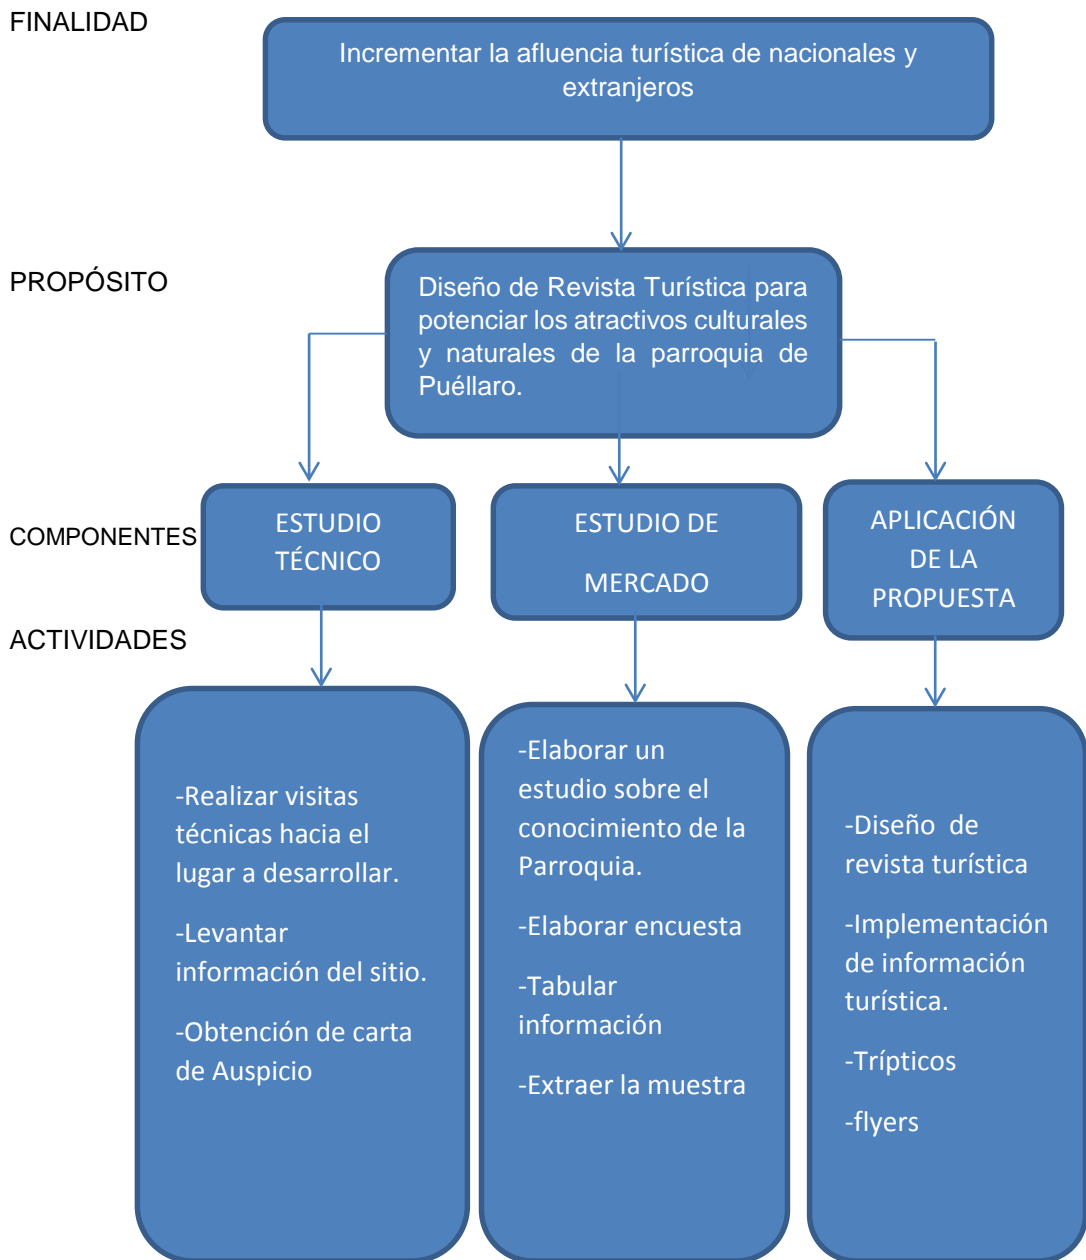 FINALIDAD
Incrementar la afluencia turística de nacionales y
extranjeros
PROPÓSITO
Diseño de Revista Turística para
potenciar los atractivos culturales
y naturales de la parroquia de
Puéllaro.
COMPONENTES
ESTUDIO
TÉCNICO
ESTUDIO DE
MERCADO
APLICACIÓN
DE LA
PROPUESTA
ACTIVIDADES
-Realizar visitas
técnicas hacia el
lugar a desarrollar.
-Levantar
información del sitio.
-Obtención de carta
de Auspicio
-Elaborar un
estudio sobre el
conocimiento de la
Parroquia.
-Elaborar encuesta
-Tabular
información
-Extraer la muestra
-Diseño  de
revista turística
-Implementación
de información
turística.
-Trípticos
-flyers